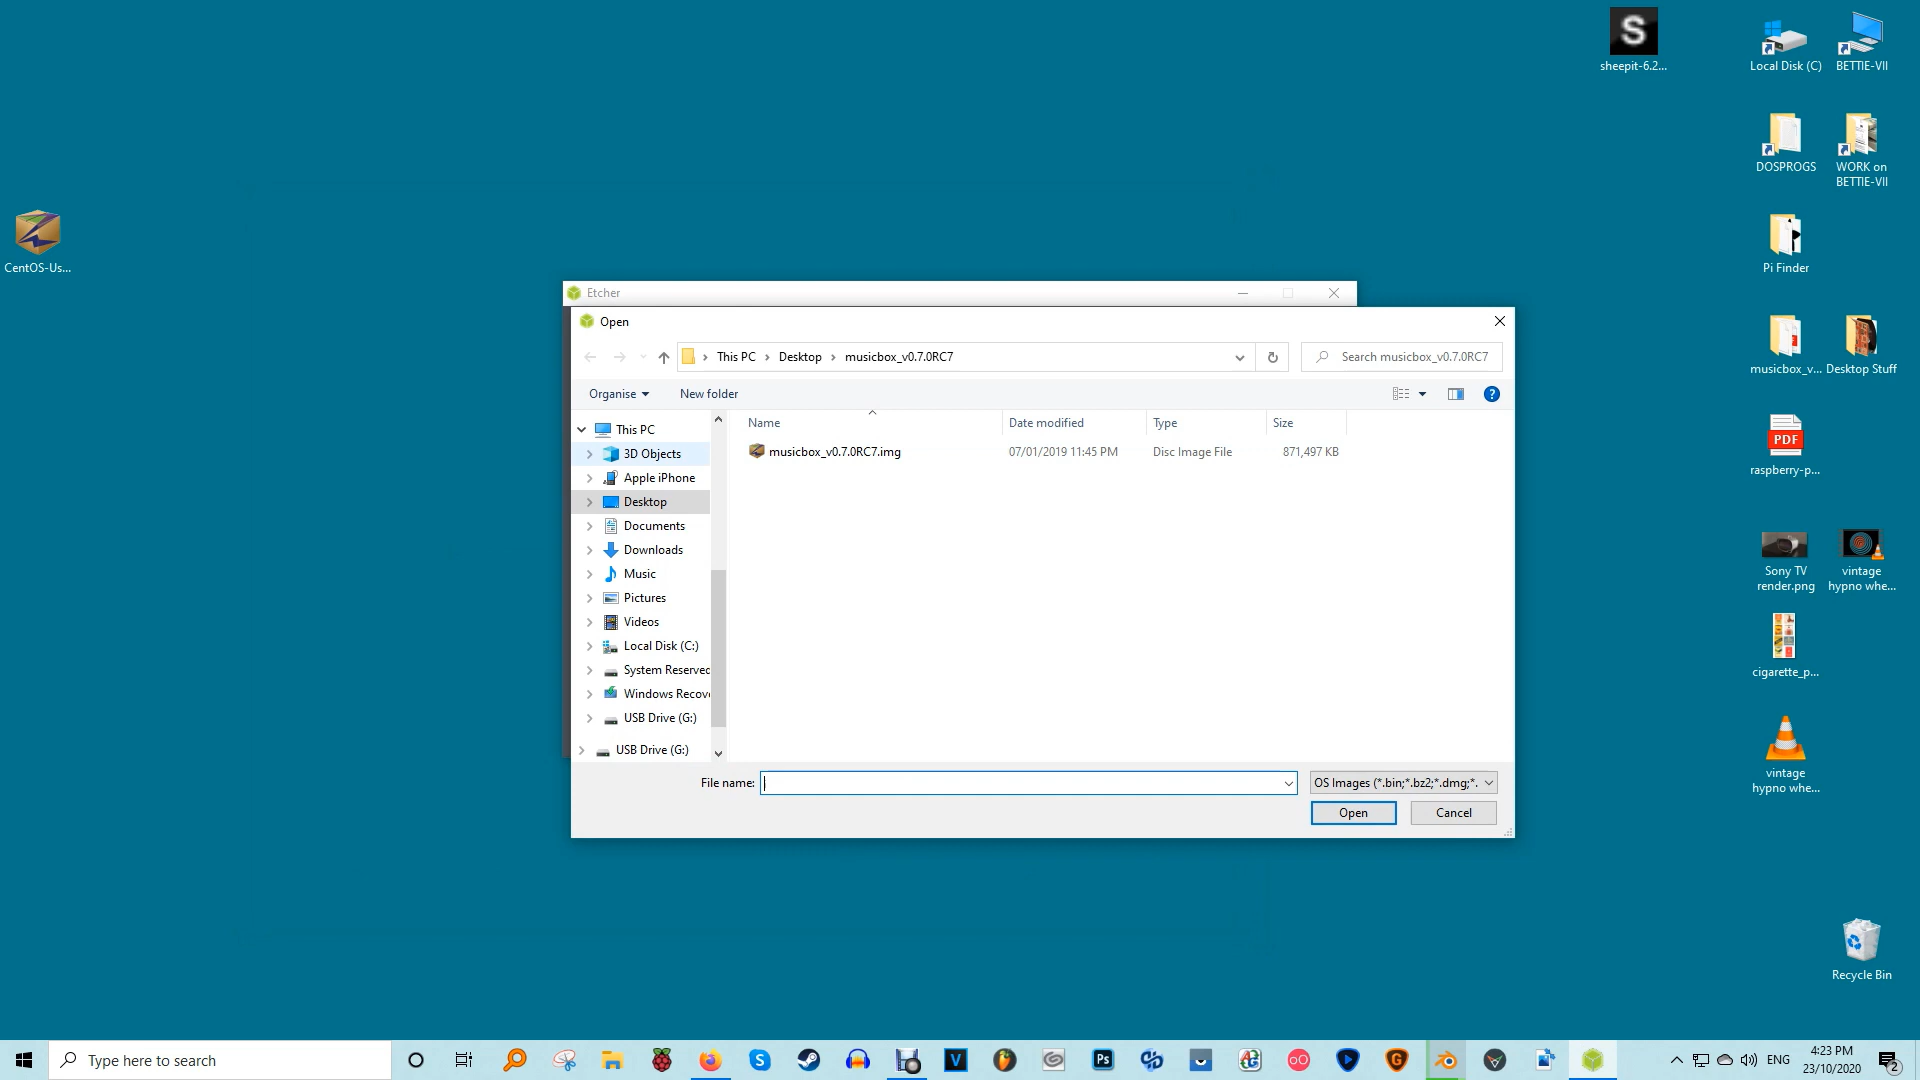 S
sheepit-6.2...
Local Disk (C)
BETTIE-VII
DOSPROGS
WORK on
BETTIE-VII
CentOS-Us...
Pi Finder
musicbox_v...
Desktop Stuff
PDF
raspberry-p...
Sony TV
render.png
vintage
hypno whe...
cigarette_p...
vintage
hypno whe...
Recycle Bin
Etcher
Open
This PC
Desktop
musicbox_v0.7.0RC7
Search musicbox_v0.7.0RC7
Organise
New folder
?
Name
Date modified
Type
Size
musicbox_v0.7.0RC7.img
07/01/2019 11:45 PM
Disc Image File
871,497 KB
This PC
3D Objects
Apple iPhone
Desktop
Documents
Downloads
Music
Pictures
Videos
Local Disk (C:)
System Reserved
Windows Recov
USB Drive (G:)
USB Drive (G:)
File name:
OS Images (*.bin;*.bz2;*.dmg;*.
Open
Cancel
Type here to search
S
V
Ps
G
ENG
4:23 PM
23/10/2020
2